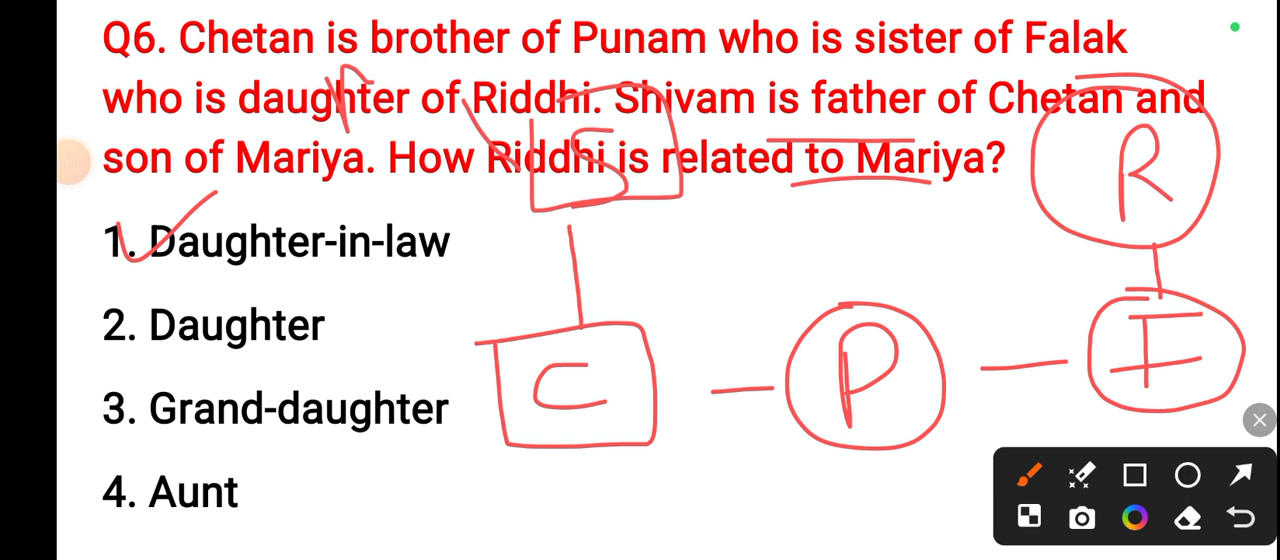 Q6. Chetan is brother of Punam who is sister of Falak
who is daughter of Riddhi. Shivam is father of Chetan and
son of Mariya. How Riddhi is related to Mariya?
1. Daughter-in-law
2. Daughter
3. Grand-daughter
4. Aunt
S
R
C
P
F